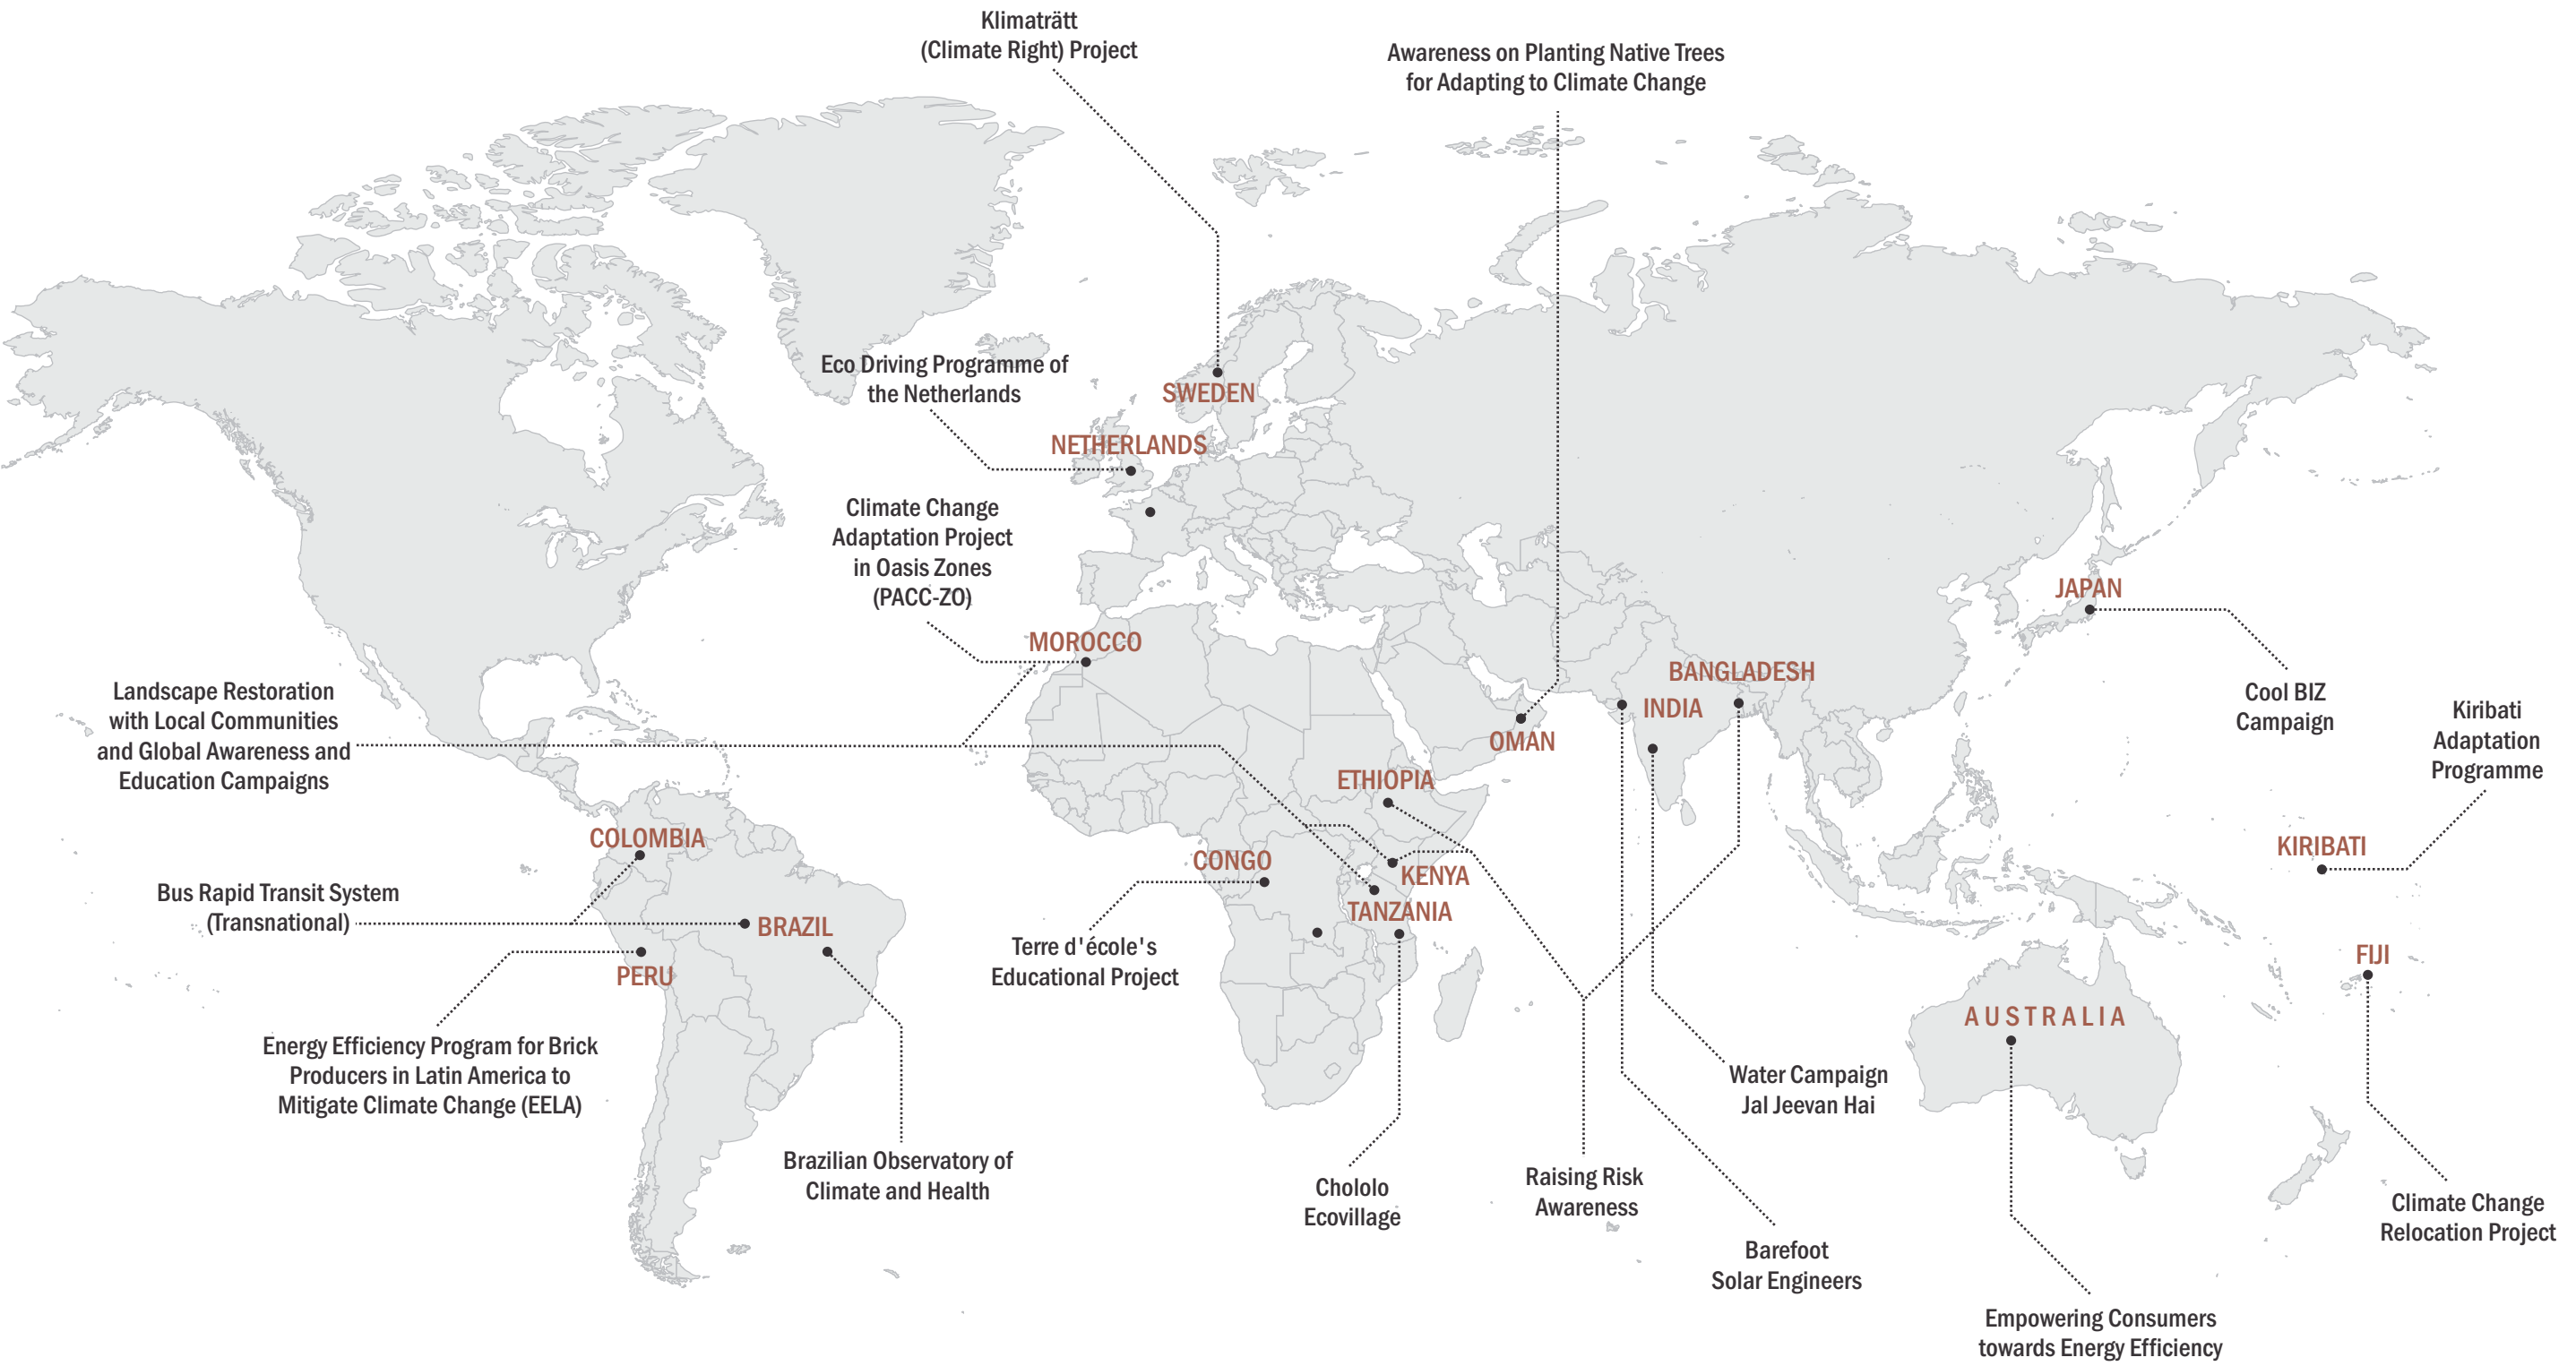 Klimaträtt
(Climate Right) Project
Awareness on Planting Native Trees
for Adapting to Climate Change
Eco Driving Programme of
the Netherlands
SWEDEN
NETHERLANDS
Climate Change
Adaptation Project
in Oasis Zones
(PACC-ZO)
JAPAN
MOROCCO
BANGLADESH
INDIA
OMAN
Landscape Restoration
with Local Communities
and Global Awareness and
Education Campaigns
Cool BIZ
Campaign
Kiribati
Adaptation
Programme
ETHIOPIA
COLOMBIA
CONGO
KENYA
KIRIBATI
Bus Rapid Transit System
(Transnational)
BRAZIL
TANZANIA
PERU
Terre d'école's
Educational Project
FIJI
AUSTRALIA
Energy Efficiency Program for Brick
Producers in Latin America to
Mitigate Climate Change (EELA)
Water Campaign
Jal Jeevan Hai
Brazilian Observatory of
Climate and Health
Chololo
Ecovillage
Raising Risk
Awareness
Climate Change
Relocation Project
Barefoot
Solar Engineers
Empowering Consumers
towards Energy Efficiency